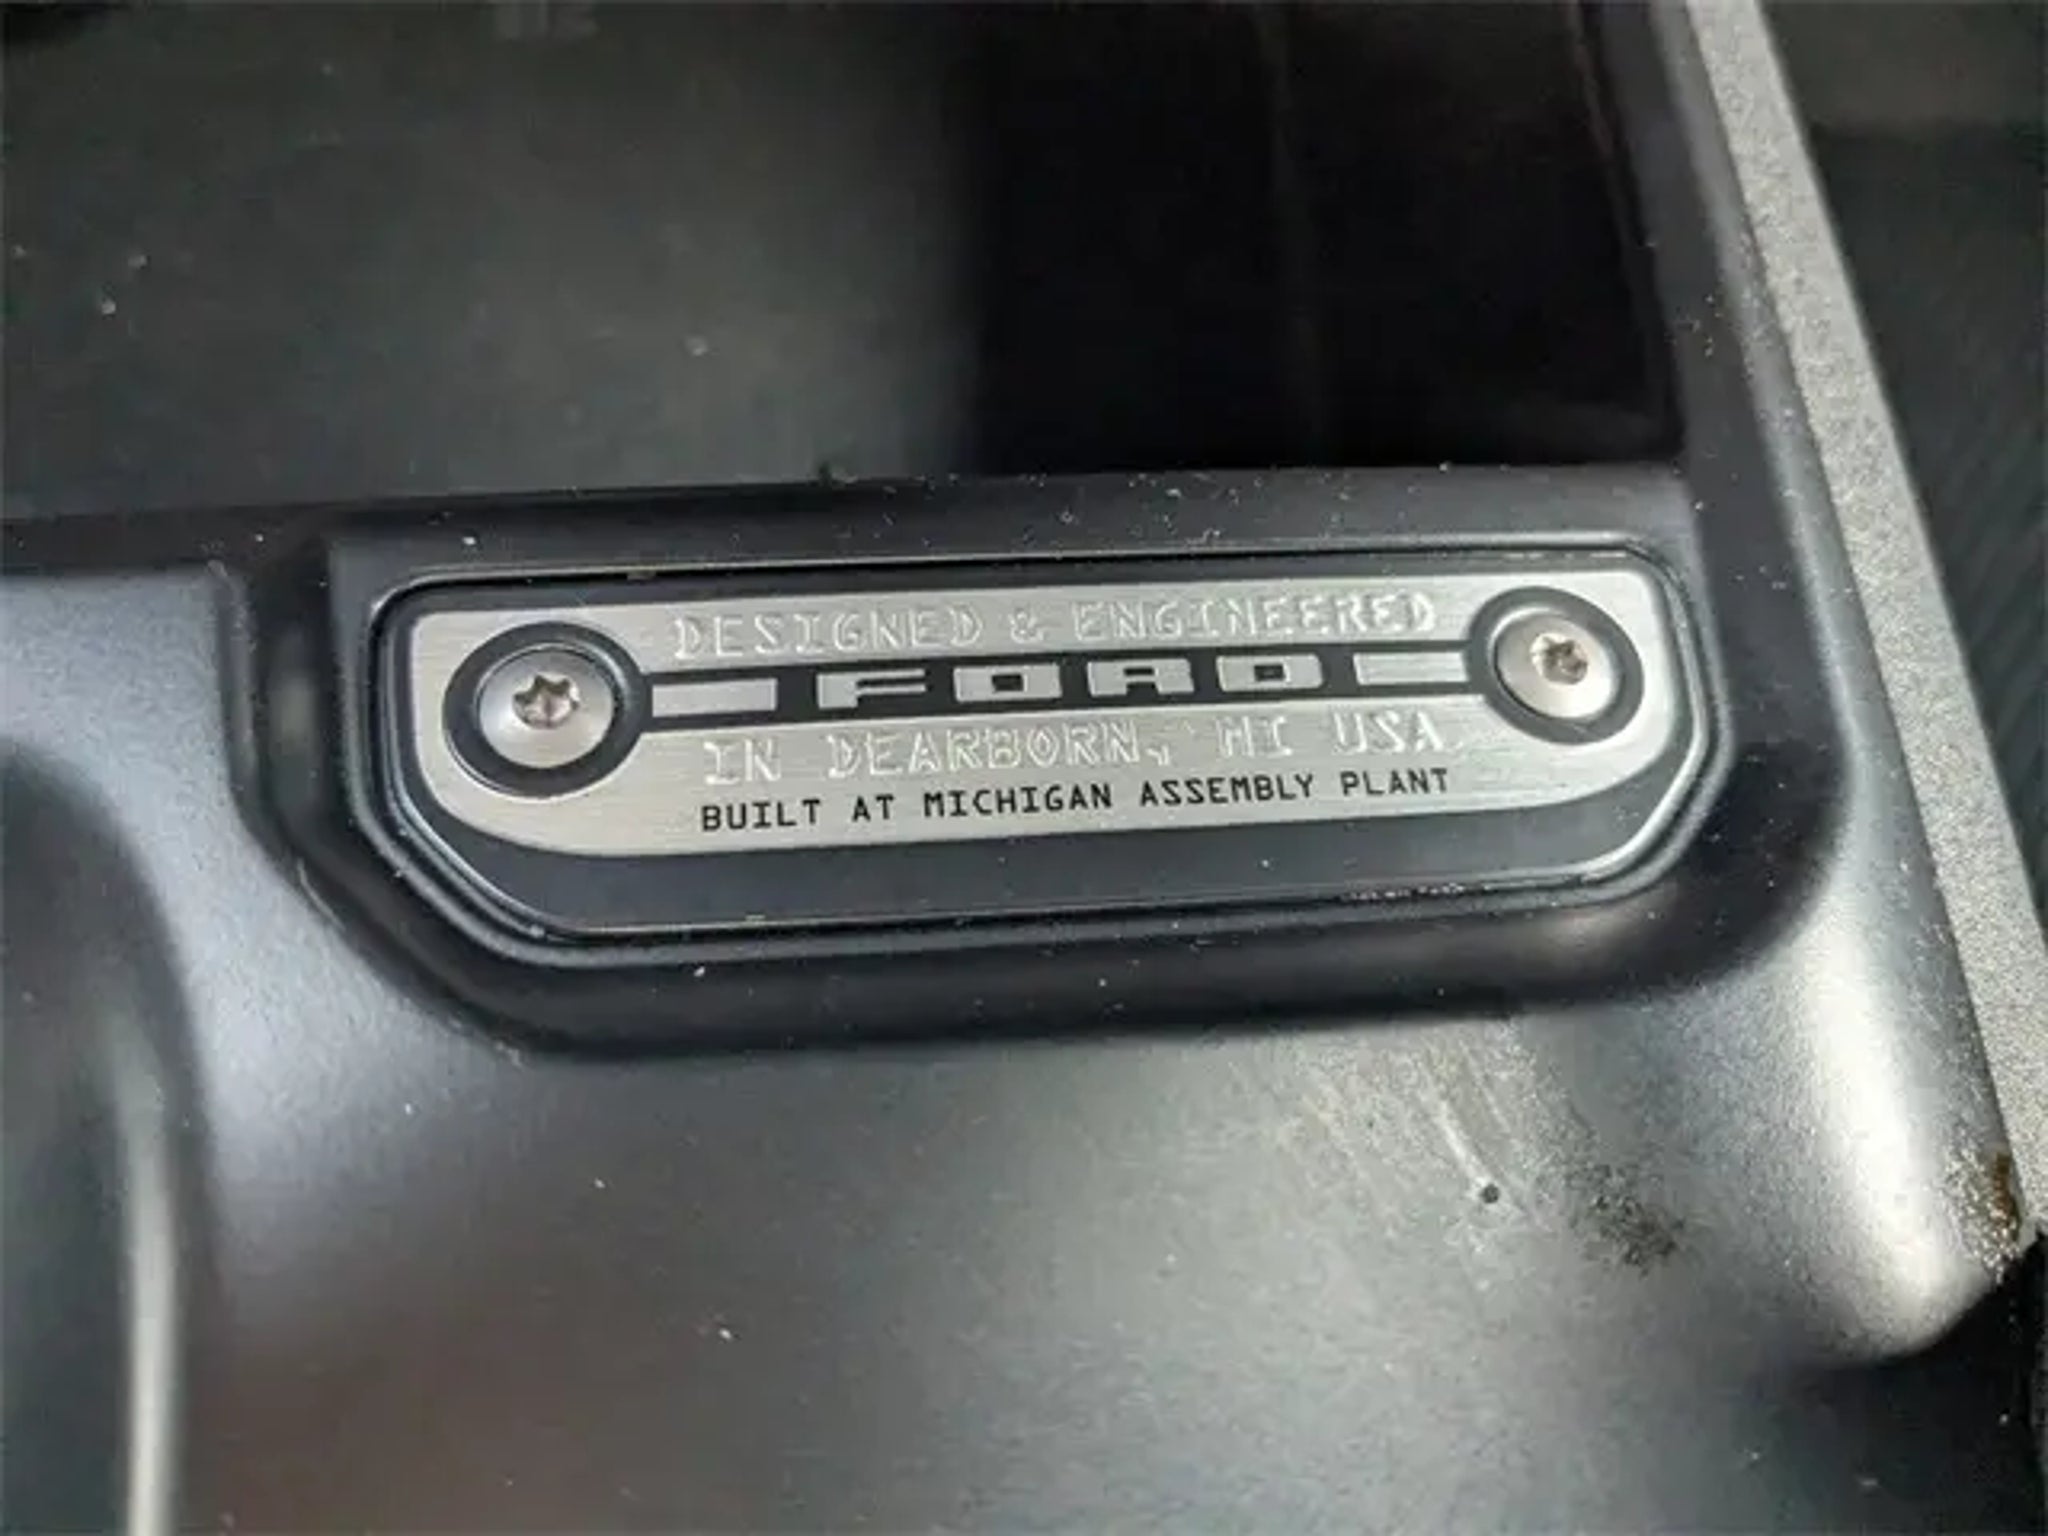 DESIGNED & ENGINEERED
FORD
IN DEARBORN, MI USA
BUILT AT MICHIGAN ASSEMBLY PLANT